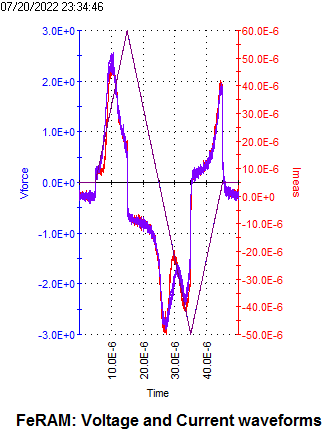 07/20/2022 23:34:46
3.0E+0
2.0E+0
1.0E+0
0.0E+0
-1.0E+0
-2.0E+0
-3.0E+0
Vforce
60.0E-6
50.0E-6
40.0E-6
30.0E-6
20.0E-6
10.0E-6
0.0E+0
-10.0E-6
-20.0E-6
-30.0E-6
-40.0E-6
-50.0E-6
Imeas
10.0E-6
20.0E-6
30.0E-6
40.0E-6
Time
FeRAM: Voltage and Current waveforms